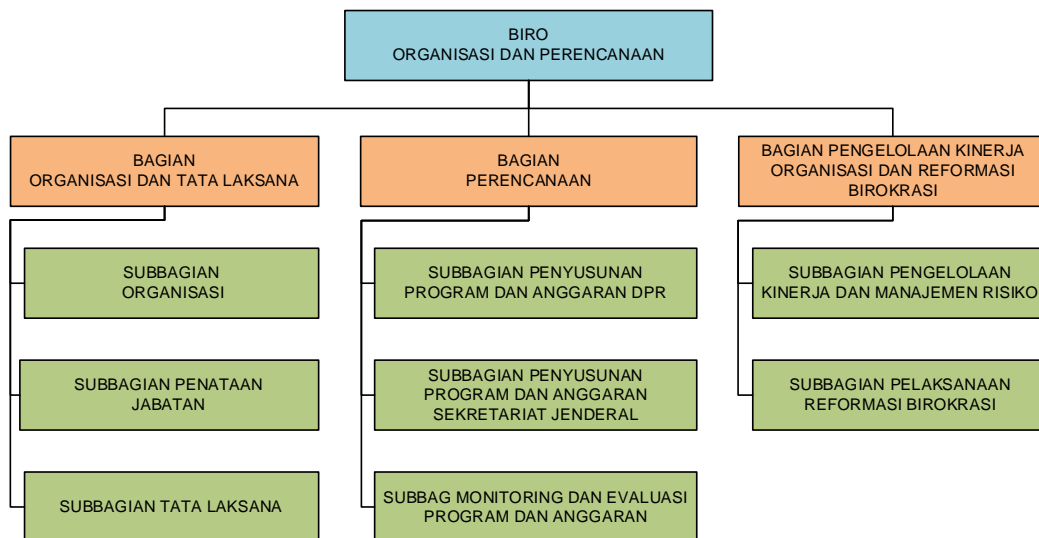 BIRO
ORGANISASI DAN PERENCANAAN
BAGIAN
ORGANISASI DAN TATA LAKSANA
BAGIAN
PERENCANAAN
BAGIAN PENGELOLAAN KINERJA
ORGANISASI DAN REFORMASI
BIROKRASI
SUBBAGIAN
ORGANISASI
SUBBAGIAN PENYUSUNAN
PROGRAM DAN ANGGARAN DPR
SUBBAGIAN PENGELOLAAN
KINERJA DAN MANAJEMEN RISIKO
SUBBAGIAN PENATAAN
JABATAN
SUBBAGIAN PENYUSUNAN
PROGRAM DAN ANGGARAN
SEKRETARIAT JENDERAL
SUBBAGIAN PELAKSANAAN
REFORMASI BIROKRASI
SUBBAGIAN TATA LAKSANA
SUBBAG MONITORING DAN EVALUASI
PROGRAM DAN ANGGARAN